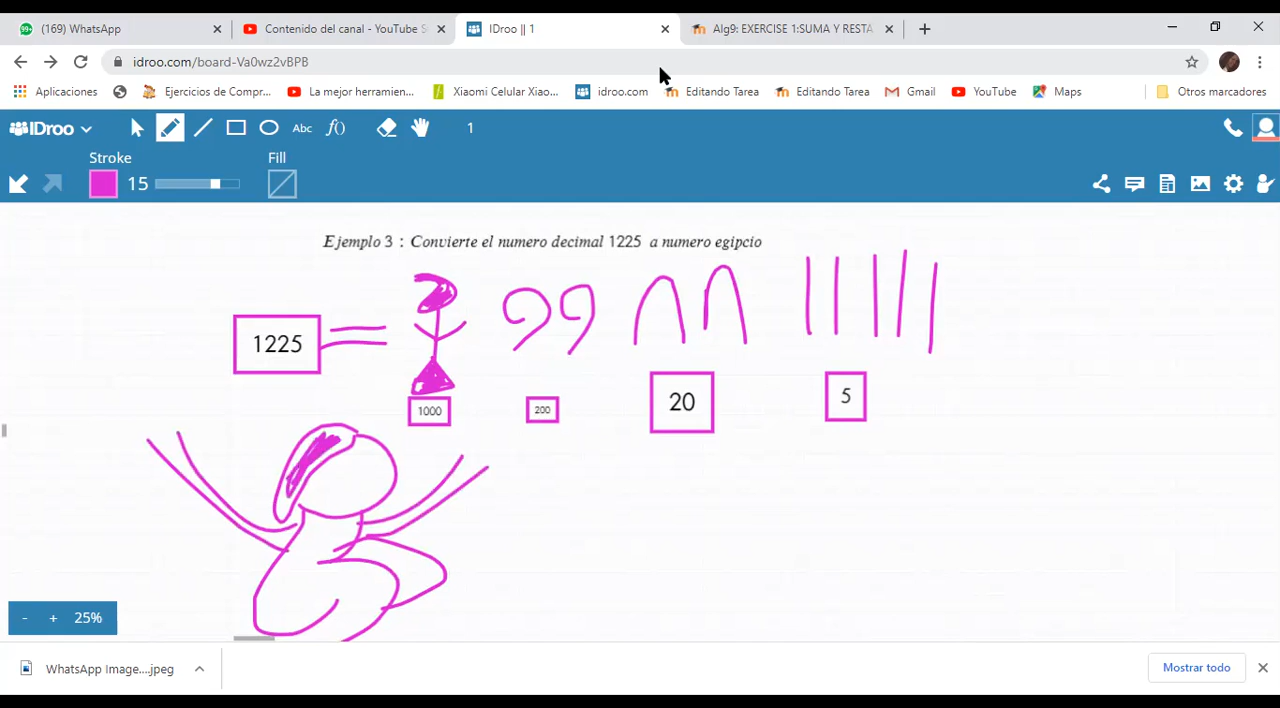 (169) WhatsApp
Contenido del canal - YouTube S
IDroo || 1
Alg9: EXERCISE 1:SUMA Y RESTA
idroo.com/board-Va0wz2vBPB
Aplicaciones
Ejercicios de Compr...
La mejor herramien...
Xiaomi Celular Xiao...
idroo.com
Editando Tarea
Editando Tarea
Gmail
YouTube
Maps
Otros marcadores
IDroo
Abc
f()
1
Stroke
15
Fill
Ejemplo 3 : Convierte el numero decimal 1225 a numero egipcio
1225
1000
200
20
5
- + 25%
WhatsApp Image....jpeg
Mostrar todo